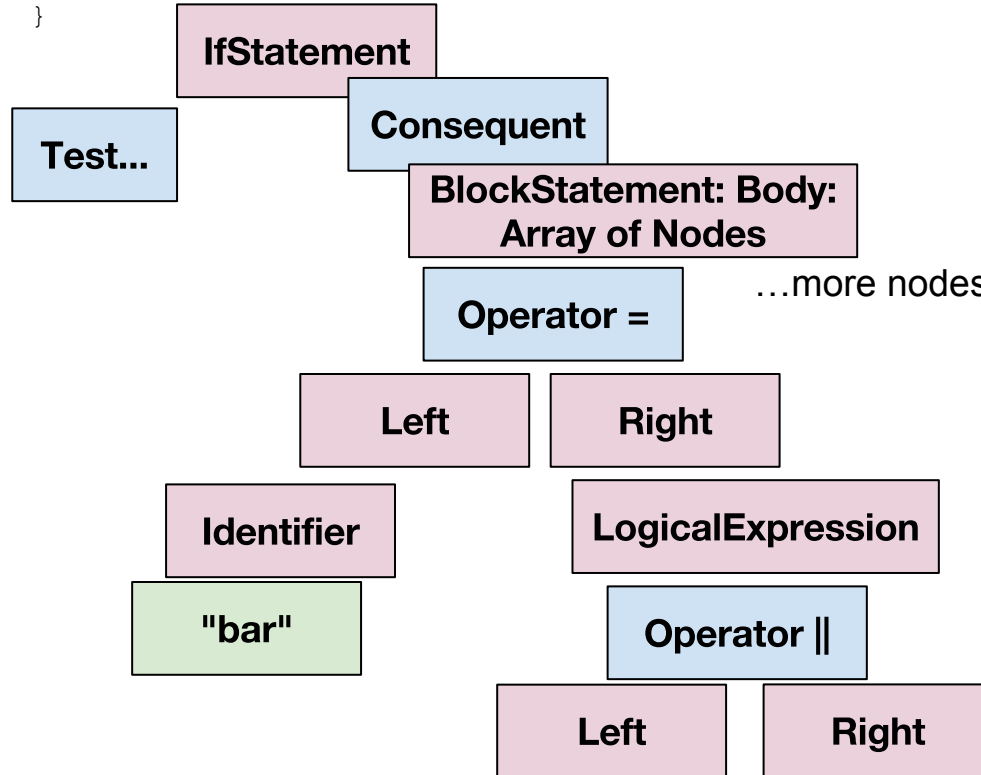 }
IfStatement
Consequent
Test...
BlockStatement: Body:
Array of Nodes
…more nodes
Operator =
Left
Right
Identifier
LogicalExpression
"bar"
Operator ||
Left
Right